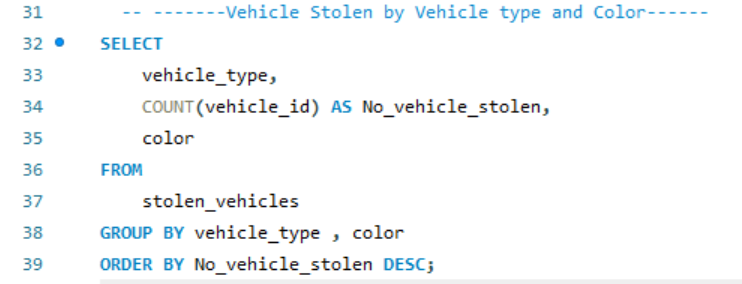 31 -- -------Vehicle Stolen by Vehicle type and Color------
32 SELECT
33 vehicle_type,
34 COUNT(vehicle_id) AS No_vehicle_stolen,
35 color
36 FROM
37 stolen_vehicles
38 GROUP BY vehicle_type , color
39 ORDER BY No_vehicle_stolen DESC;